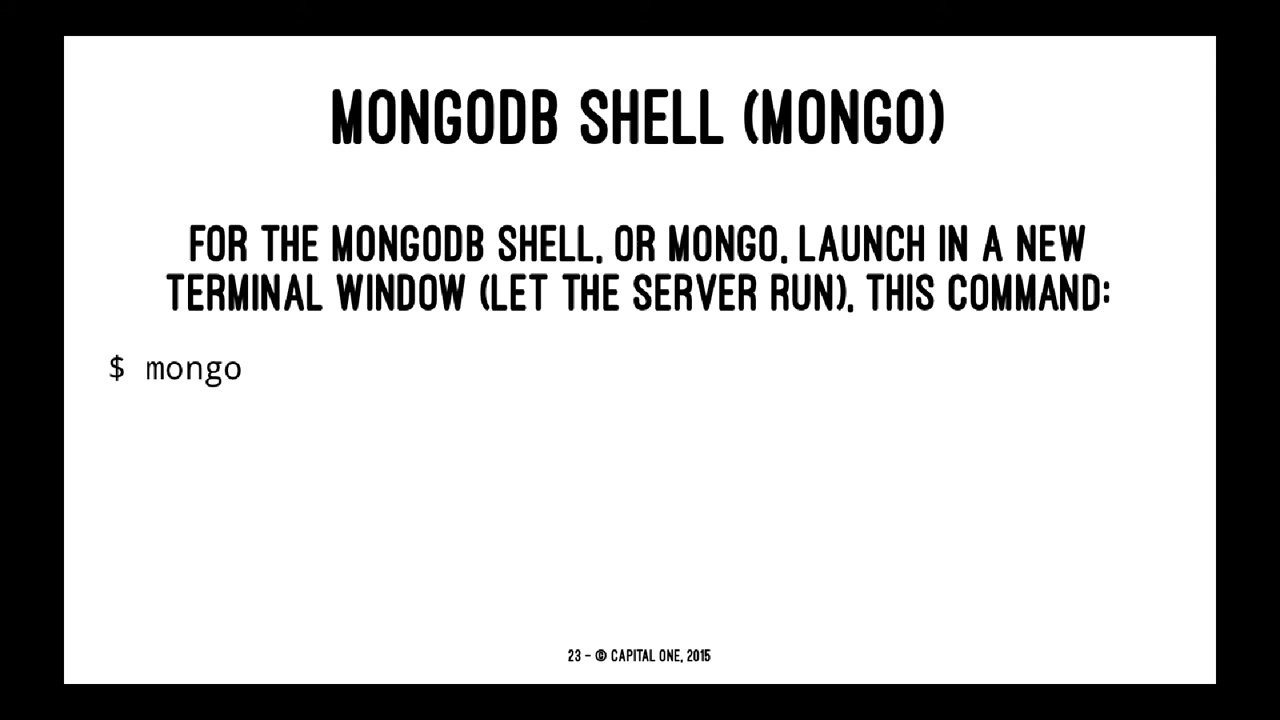 MONGODB SHELL (MONGO)
FOR THE MONGODB SHELL, OR MONGO, LAUNCH IN A NEW
TERMINAL WINDOW (LET THE SERVER RUN), THIS COMMAND:
$ mongo
23 – © CAPITAL ONE, 2015